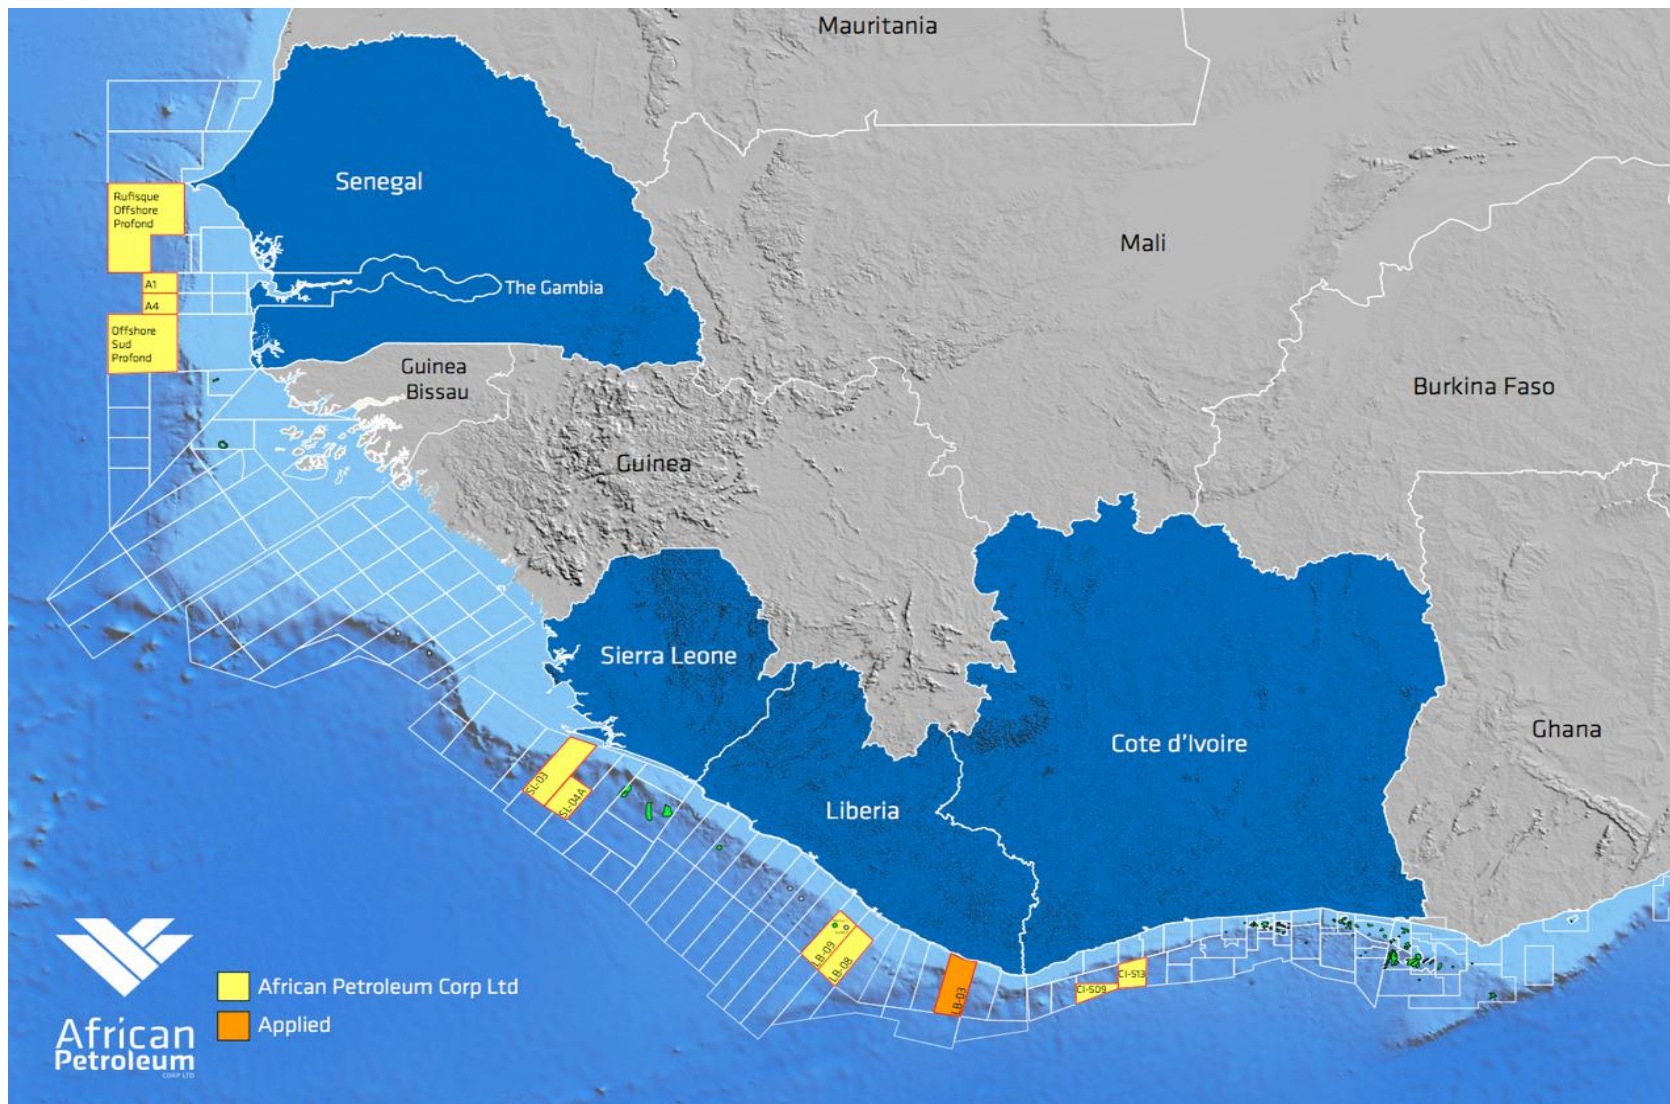 Mauritania
Senegal
Rufisque
Offshore
Profond
Mali
A1
The Gambia
A4
Offshore
Sud
Profond
Guinea
Bissau
Burkina Faso
Guinea
Sierra Leone
Ghana
Cote d'Ivoire
SL-03
SL-04A
Liberia
LB-09
LB-08
LB-03
CI-513
CI-509
African Petroleum Corp Ltd
Applied
African
Petroleum
CORP LTD